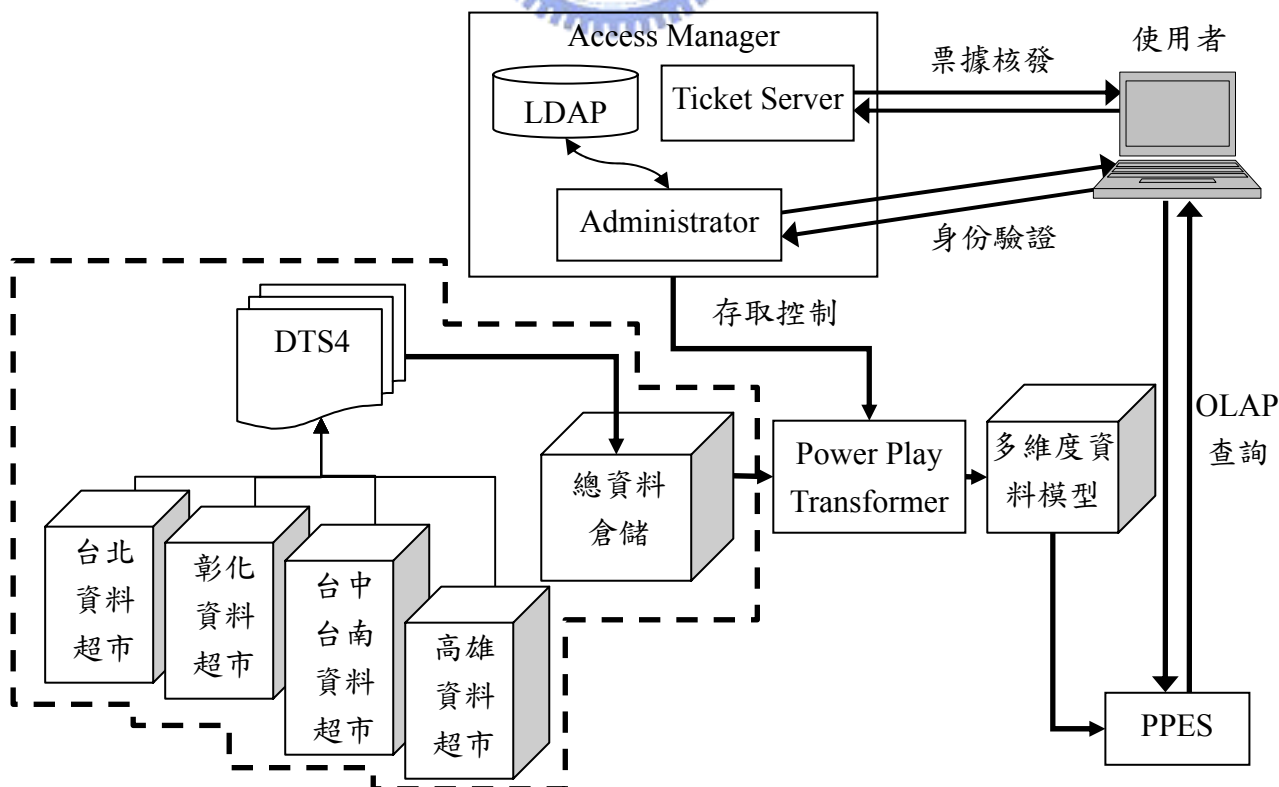 Access Manager
使用者
票據核發
LDAP
Ticket Server
Administrator
身份驗證
存取控制
DTS4
OLAP
查詢
總資料
倉儲
Power Play
Transformer
多維度資
料模型
台北
資料
超市
彰化
資料
超市
台中
台南
資料
超市
高雄
資料
超市
PPES